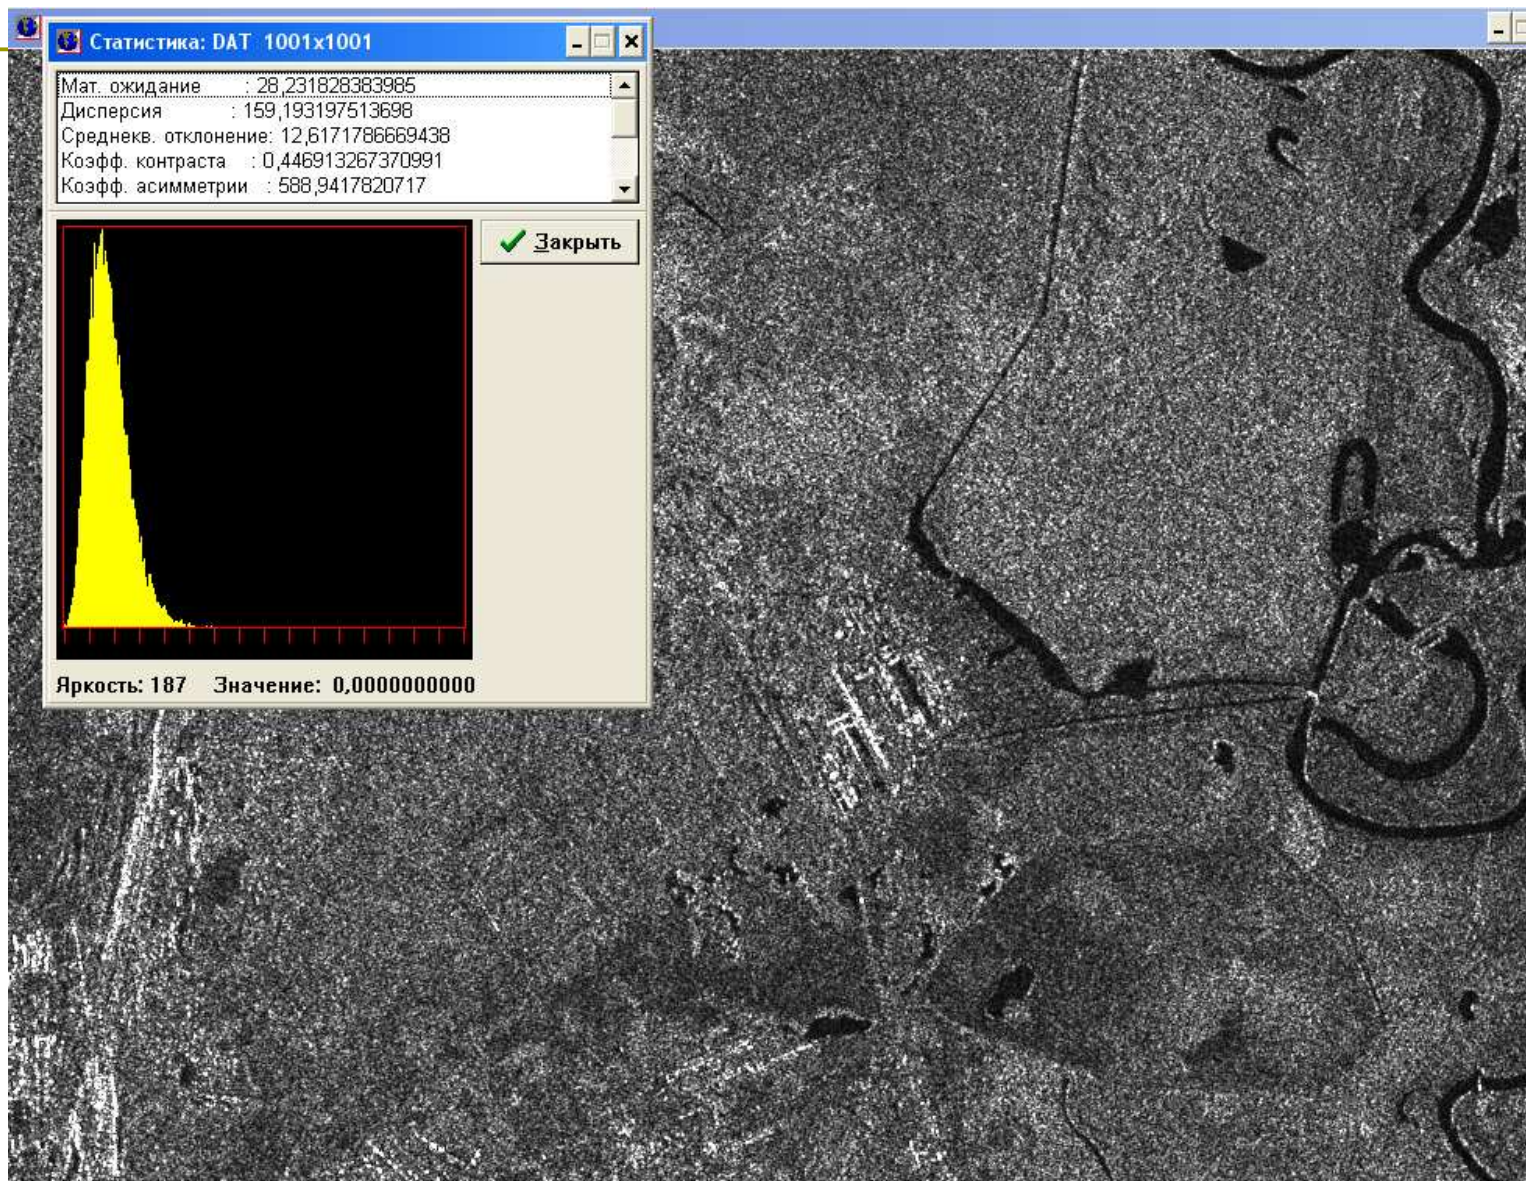 Статистика: DAT 1001x1001
Мат. ожидание : 28,231828383985
Дисперсия : 159,193197513698
Среднекв. отклонение: 12,6171786669438
Коэфф. контраста : 0,446913267370991
Коэфф. асимметрии : 588,9417820717
Закрыть
Яркость: 187 Значение: 0,0000000000